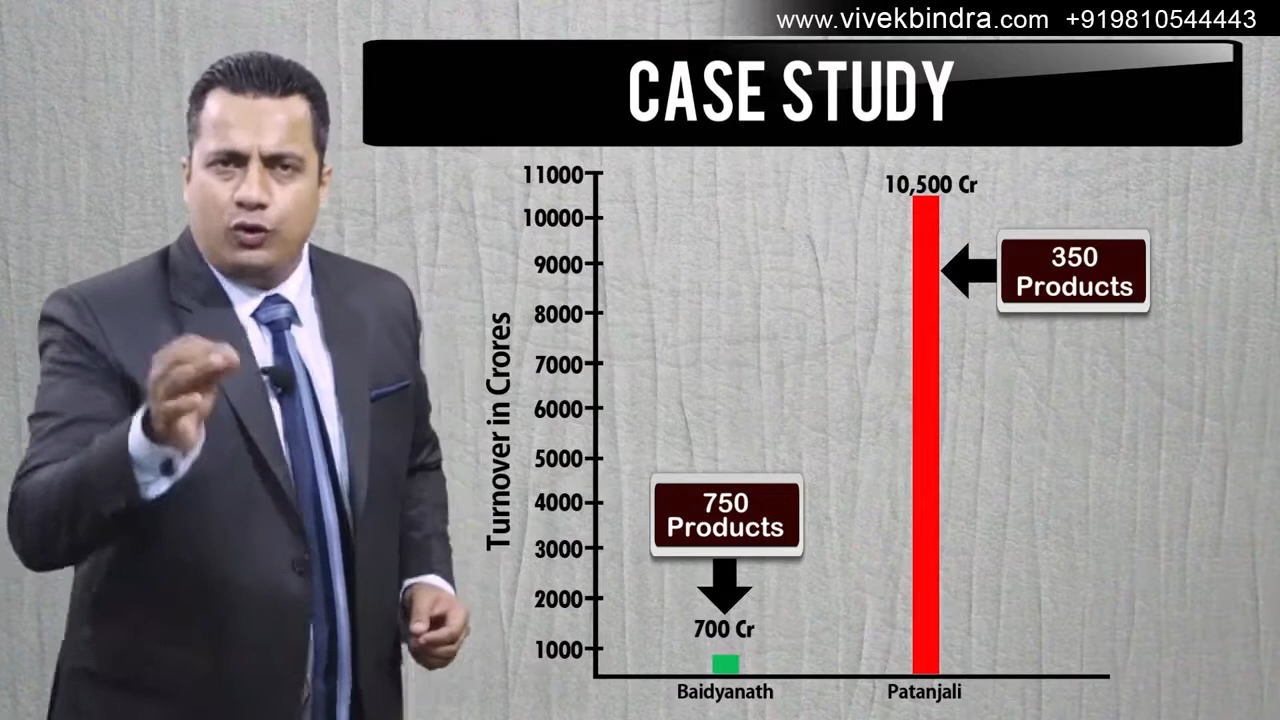 www.vivekbindra.com +919810544443
CASE STUDY
11000
10,500 Cr
10000
350
Products
9000
8000
7000
6000
5000
4000
3000
2000
1000
Turnover in Crores
750
Products
700 Cr
Baidyanath
Patanjali